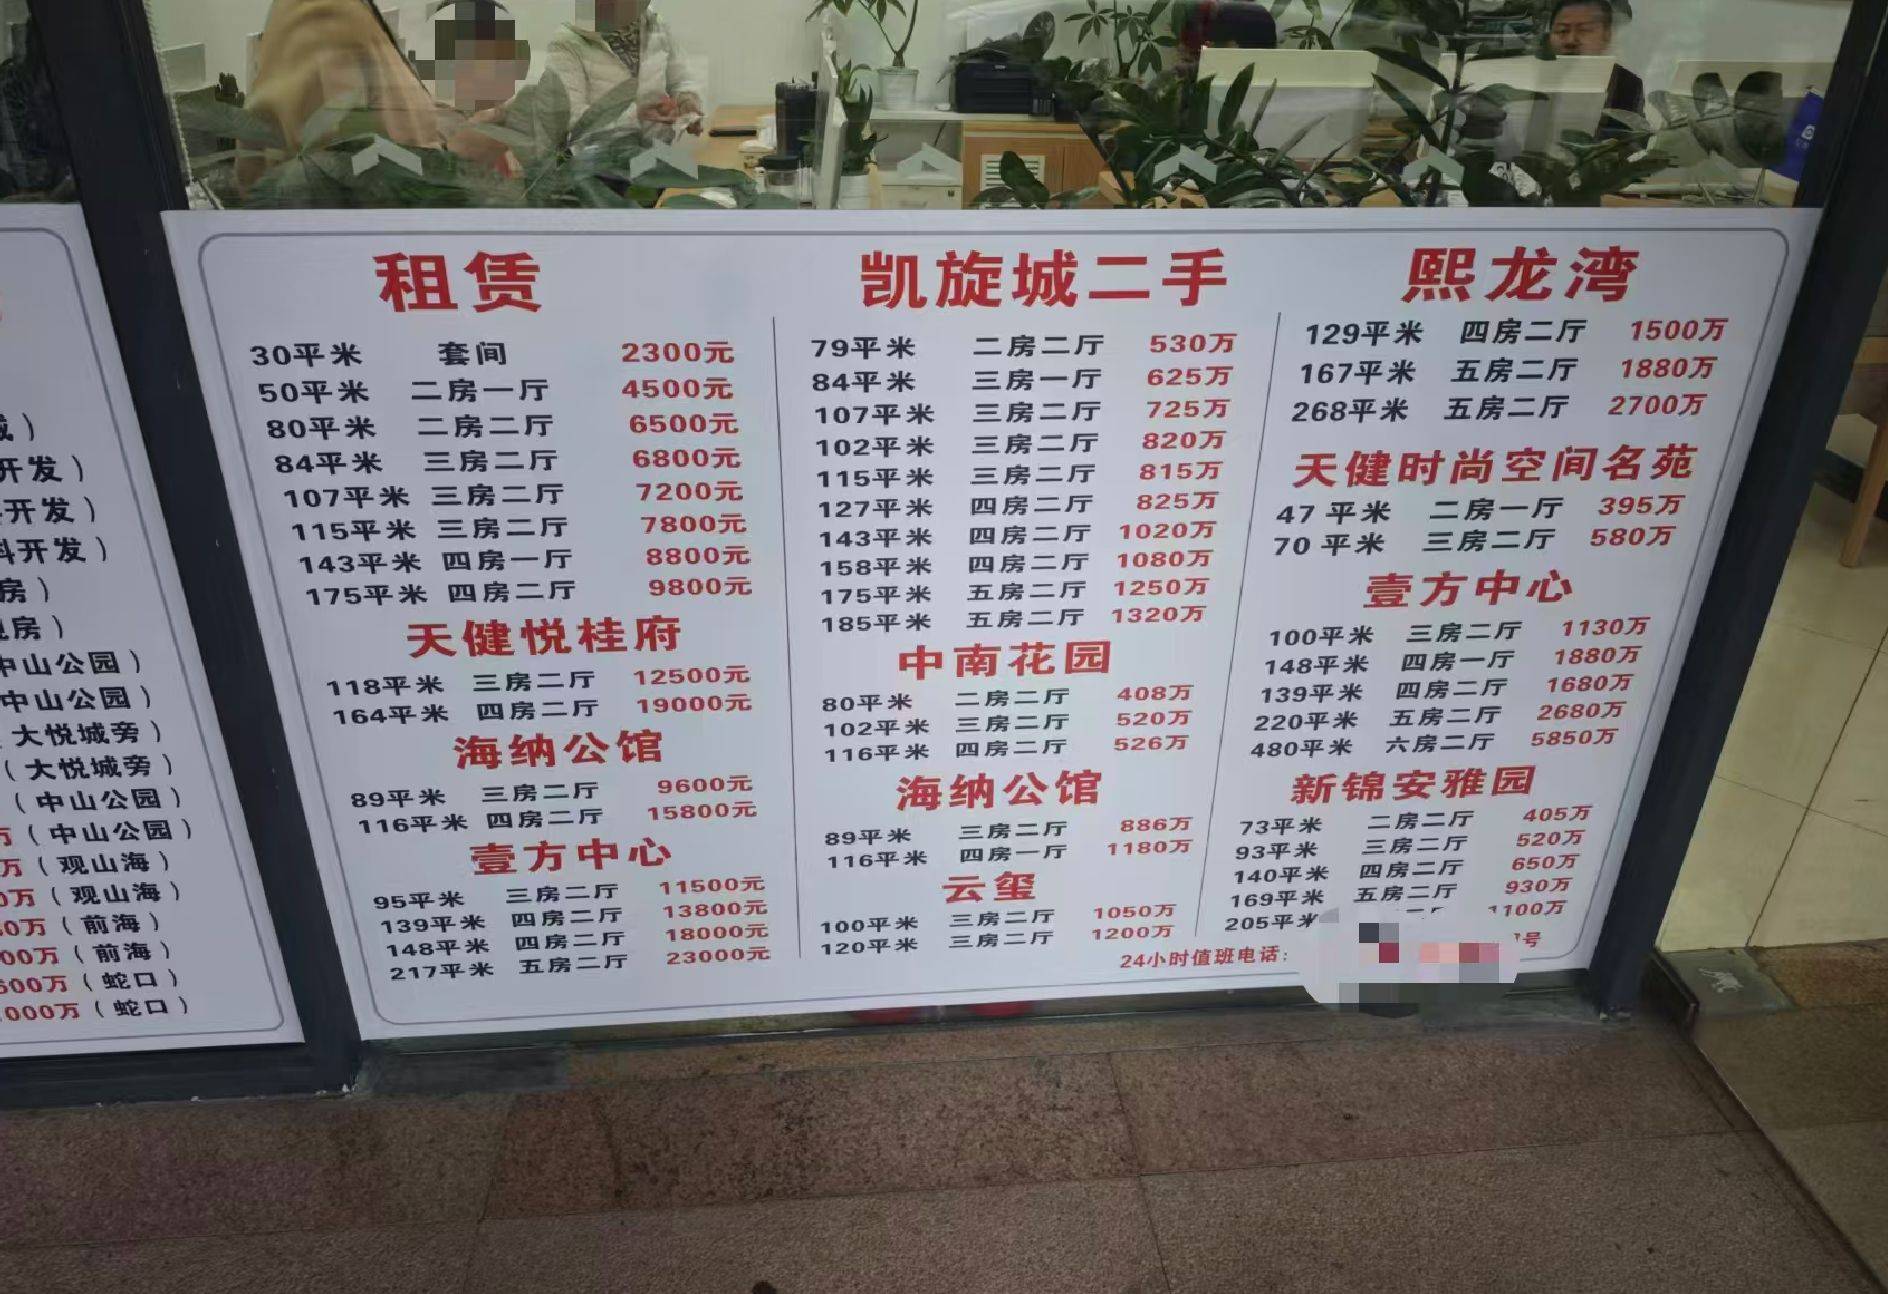 城）
开发）
开发）
料开发）
房）
房）
中山公园）
中山公园）
大悦城旁）
（大悦城旁）
（中山公园）
万（中山公园）
万（观山海）
0万（观山海）
0万（前海）
00万（前海）
600万（蛇口）
000万（蛇口）
租赁
30平米 套间 2300元
50平米 二房一厅 4500元
80平米 二房二厅 6500元
84平米 三房二厅 6800元
107平米 三房二厅 7200元
115平米 三房二厅 7800元
143平米 四房一厅 8800元
175平米 四房二厅 9800元
天健悦桂府
118平米 三房二厅 12500元
164平米 四房二厅 19000元
海纳公馆
89平米 三房二厅 9600元
116平米 四房二厅 15800元
壹方中心
95平米 三房二厅 11500元
139平米 四房二厅 13800元
148平米 四房二厅 18000元
217平米 五房二厅 23000元
凯旋城二手
79平米 二房二厅 530万
84平米 三房一厅 625万
107平米 三房二厅 725万
102平米 三房二厅 820万
115平米 三房二厅 815万
127平米 四房二厅 825万
143平米 四房二厅 1020万
158平米 四房二厅 1080万
175平米 五房二厅 1250万
185平米 五房二厅 1320万
中南花园
80平米 二房二厅 408万
102平米 三房二厅 520万
116平米 四房二厅 526万
海纳公馆
89平米 三房二厅 886万
116平米 四房一厅 1180万
云玺
100平米 三房二厅 1050万
120平米 三房二厅 1200万
熙龙湾
129平米 四房二厅 1500万
167平米 五房二厅 1880万
268平米 五房二厅 2700万
天健时尚空间名苑
47平米 二房一厅 395万
70平米 三房二厅 580万
壹方中心
100平米 三房二厅 1130万
148平米 四房一厅 1880万
139平米 四房二厅 1680万
220平米 五房二厅 2680万
480平米 六房二厅 5850万
新锦安雅园
73平米 二房二厅 405万
93平米 三房二厅 520万
140平米 四房二厅 650万
169平米 五房二厅 930万
205平米 1100万
24小时值班电话： 号